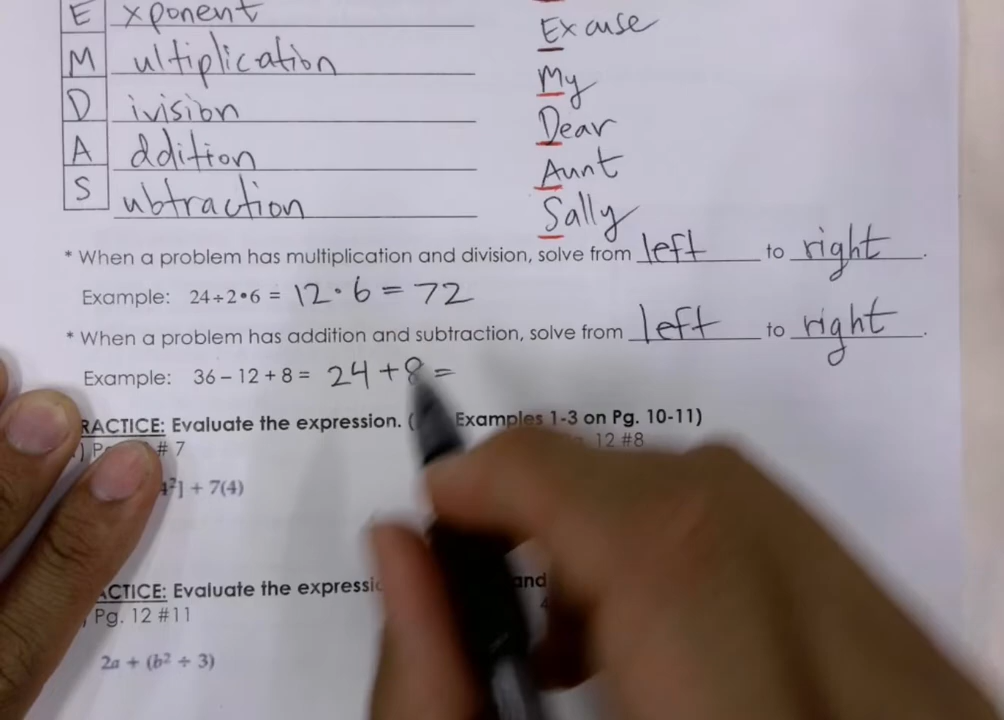 E xponent
Excuse
M ultiplication
My
D ivision
Dear
A ddition
Aunt
S ubtraction
Sally
* When a problem has multiplication and division, solve from left to right.
Example: 24÷2•6 = 12·6 = 72
* When a problem has addition and subtraction, solve from left to right.
Example: 36 – 12 + 8 = 24 + 8 =
RACTICE: Evaluate the expression. ( Examples 1-3 on Pg. 10-11)
# 7
12 #8
] + 7(4)
ACTICE: Evaluate the and
Pg. 12 #11
2a + (b² ÷ 3)